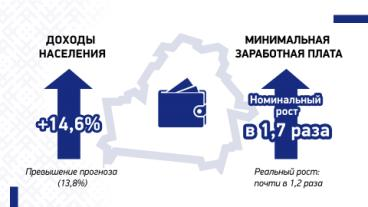 ДОХОДЫ
НАСЕЛЕНИЯ
+14,6%
Превышение прогноза
(13,8%)
МИНИМАЛЬНАЯ
ЗАРАБОТНАЯ ПЛАТА
Номинальный
рост
в 1,7 раза
Реальный рост:
почти в 1,2 раза